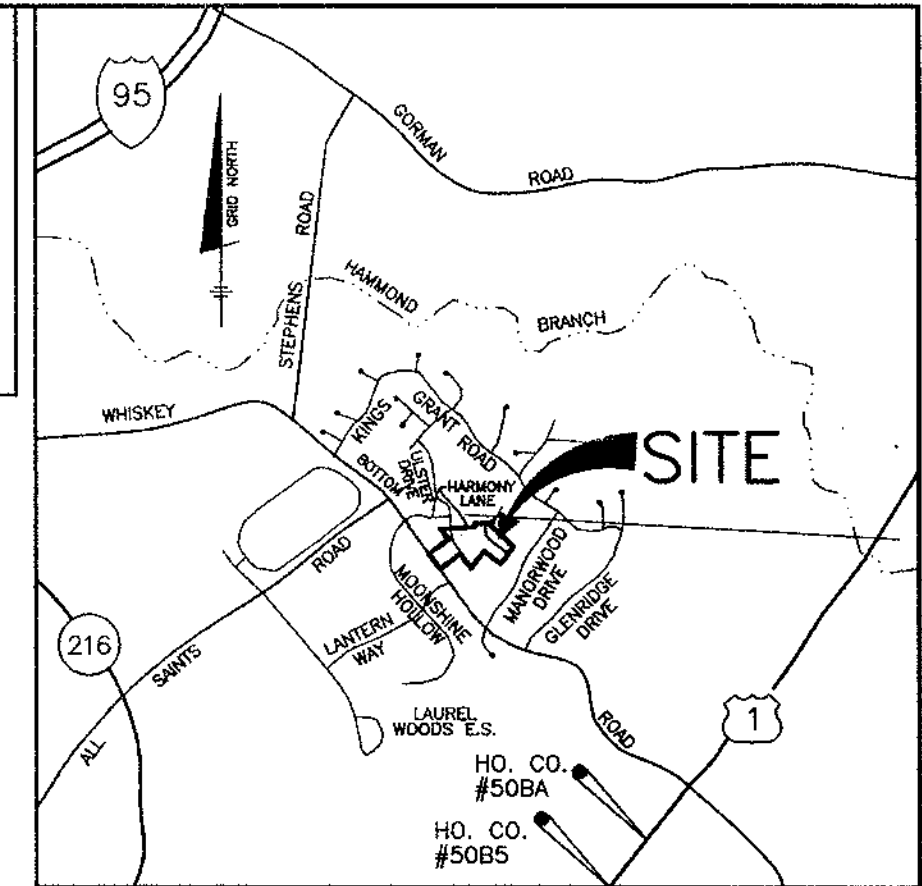 95
GRID NORTH
GORMAN
ROAD
STEPHENS ROAD
HAMMOND
BRANCH
WHISKEY
BOTTOM
ROAD
KINGS
GRANT ROAD
ULSTER
DRIVE
HARMONY
LANE
SITE
MANORWOOD
DRIVE
GLENRIDGE
DRIVE
MOONSHINE
HOLLOW
LANTERN
WAY
ALL
SAINTS
ROAD
216
LAUREL
WOODS E.S.
1
HO. CO.
#50BA
HO. CO.
#50B5